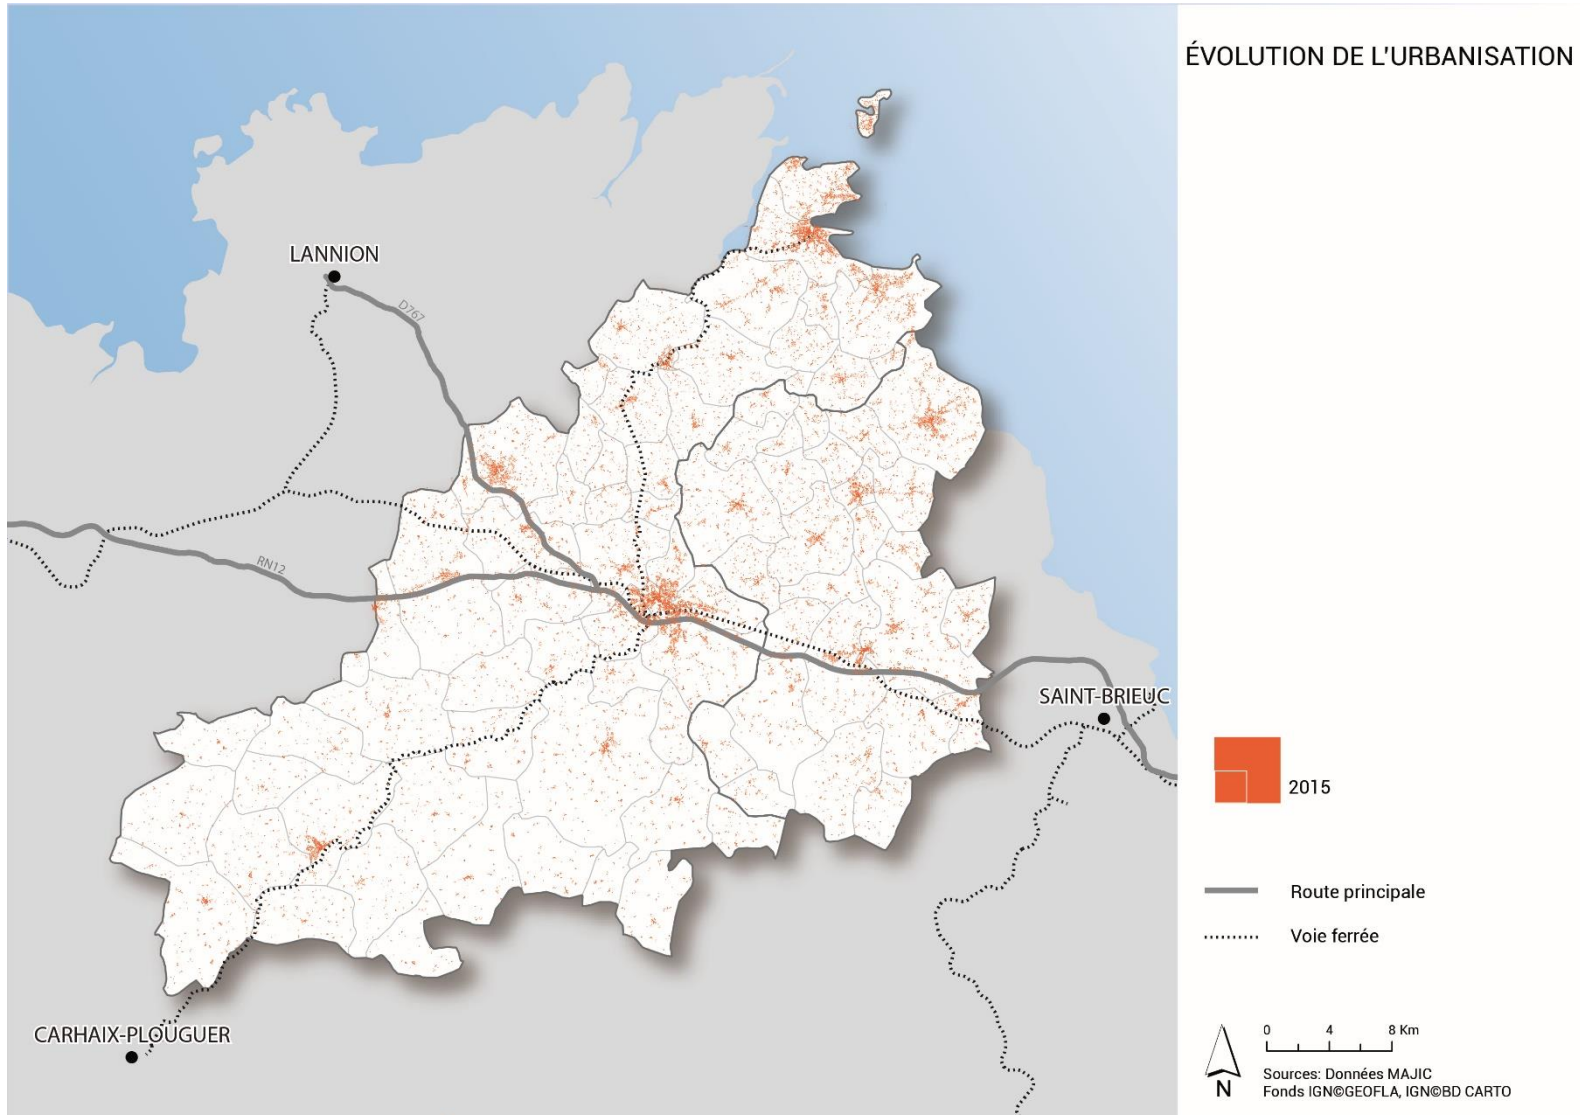 ÉVOLUTION DE L'URBANISATION
LANNION
D767
RN12
SAINT-BRIEUC
CARHAIX-PLOUGUER
2015
Route principale
Voie ferrée
0 4 8 Km
N
Sources: Données MAJIC
Fonds IGN©GEOFLA, IGN©BD CARTO